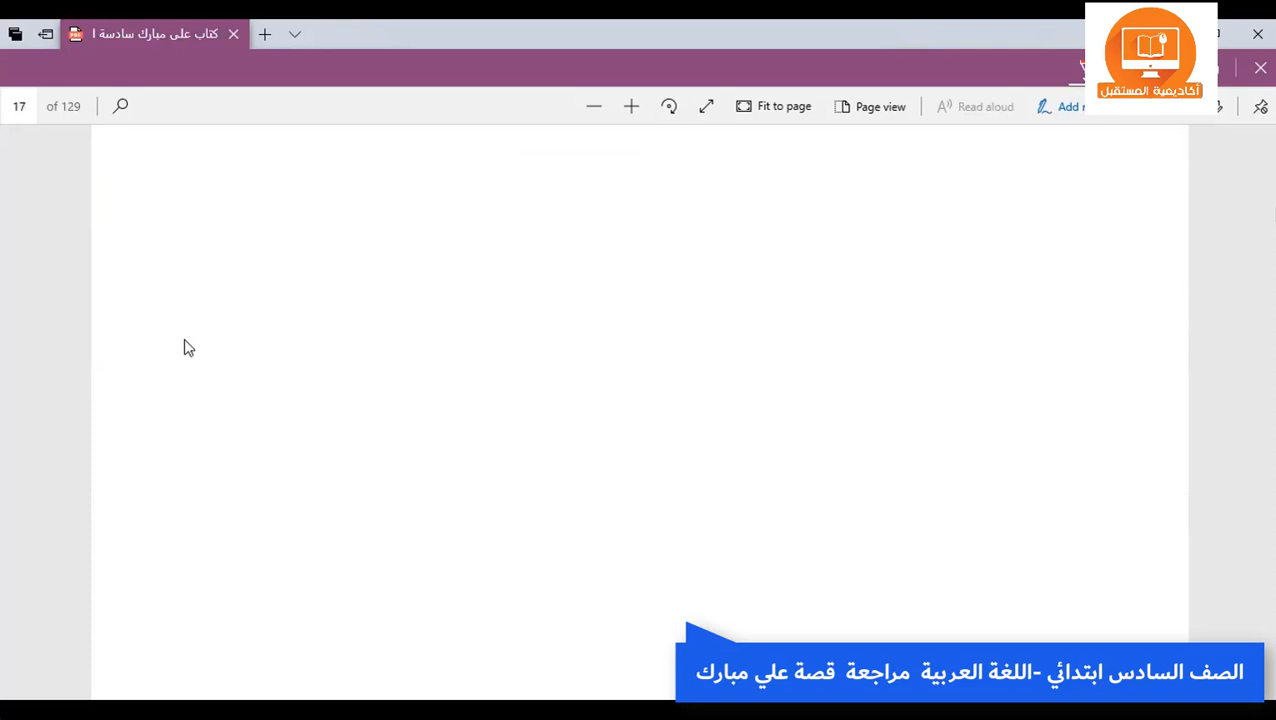 كتاب على مبارك سادسة ا
17 of 129
Fit to page
Page view
Read aloud
Add
أكاديمية المستقبل
الصف السادس ابتدائي -اللغة العربية مراجعة قصة علي مبارك